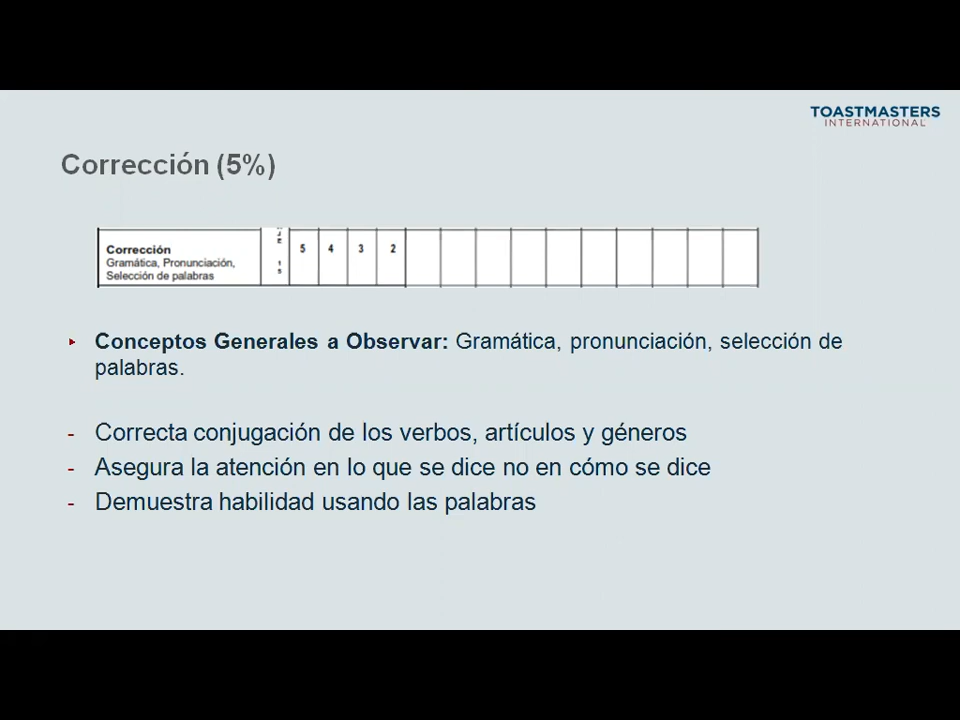 TOASTMASTERS
INTERNATIONAL
Corrección (5%)
Corrección
Gramática, Pronunciación,
Selección de palabras
5 4 3 2
Conceptos Generales a Observar: Gramática, pronunciación, selección de
palabras.
- Correcta conjugación de los verbos, artículos y géneros
- Asegura la atención en lo que se dice no en cómo se dice
- Demuestra habilidad usando las palabras